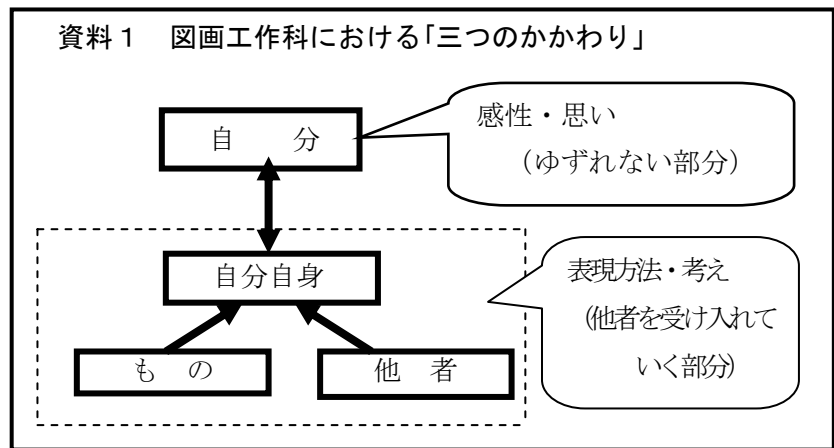 資料１　図画工作科における「三つのかかわり」
自　　分
感性・思い
（ゆずれない部分）
自分自身
表現方法・考え
（他者を受け入れて
いく部分）
も　の
他　者